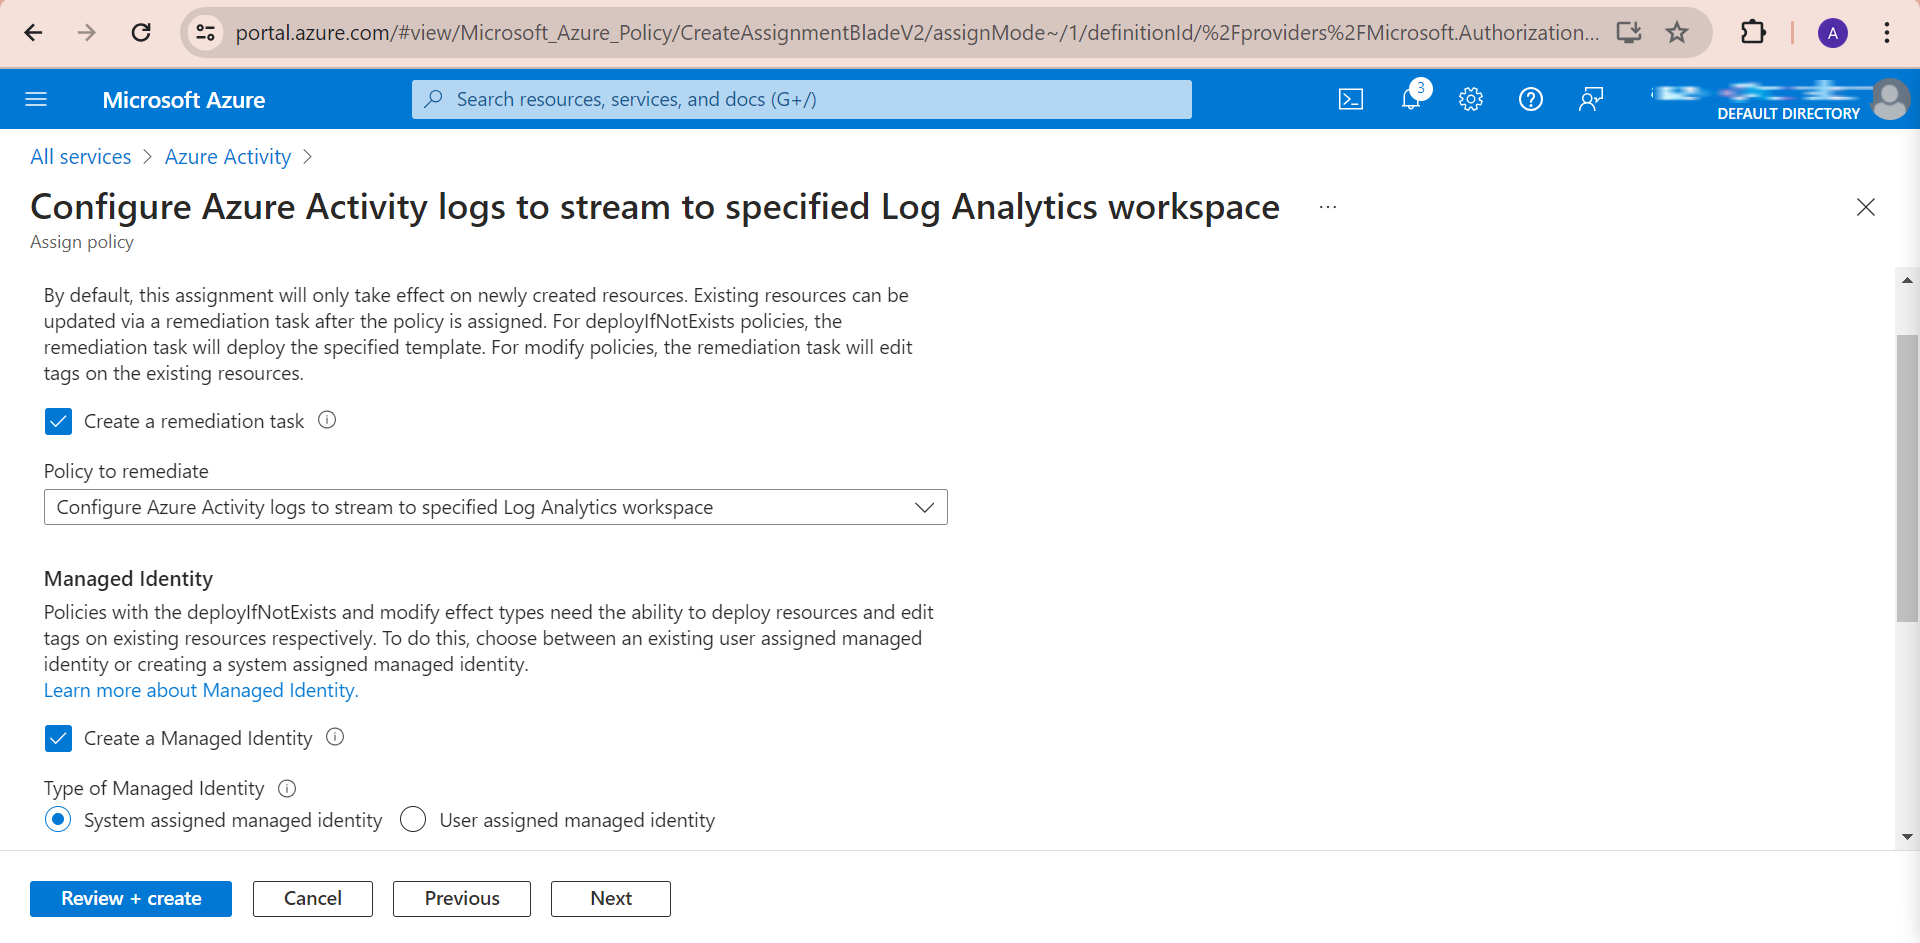 portal.azure.com/#view/Microsoft_Azure_Policy/CreateAssignmentBladeV2/assignMode~/1/definitionId/%2Fproviders%2FMicrosoft.Authorization...
A
Microsoft Azure
Search resources, services, and docs (G+/)
3
DEFAULT DIRECTORY
All services > Azure Activity >
Configure Azure Activity logs to stream to specified Log Analytics workspace ...
Assign policy
By default, this assignment will only take effect on newly created resources. Existing resources can be
updated via a remediation task after the policy is assigned. For deployIfNotExists policies, the
remediation task will deploy the specified template. For modify policies, the remediation task will edit
tags on the existing resources.
Create a remediation task
Policy to remediate
Configure Azure Activity logs to stream to specified Log Analytics workspace
Managed Identity
Policies with the deployIfNotExists and modify effect types need the ability to deploy resources and edit
tags on existing resources respectively. To do this, choose between an existing user assigned managed
identity or creating a system assigned managed identity.
Learn more about Managed Identity.
Create a Managed Identity
Type of Managed Identity
System assigned managed identity User assigned managed identity
Review + create Cancel Previous Next